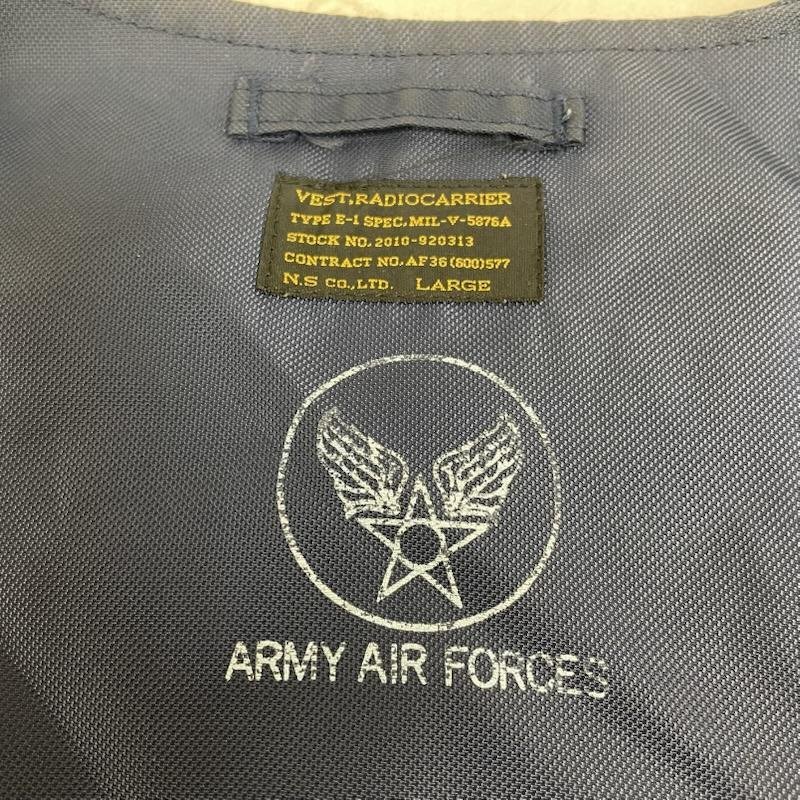 VEST,RADIOCARRIER
TYPE E-1 SPEC.MIL-V-5876A
STOCK NO.2010-920313
CONTRACT NO.AF36(600)577
N.S CO.,LTD. LARGE
ARMY AIR FORCES